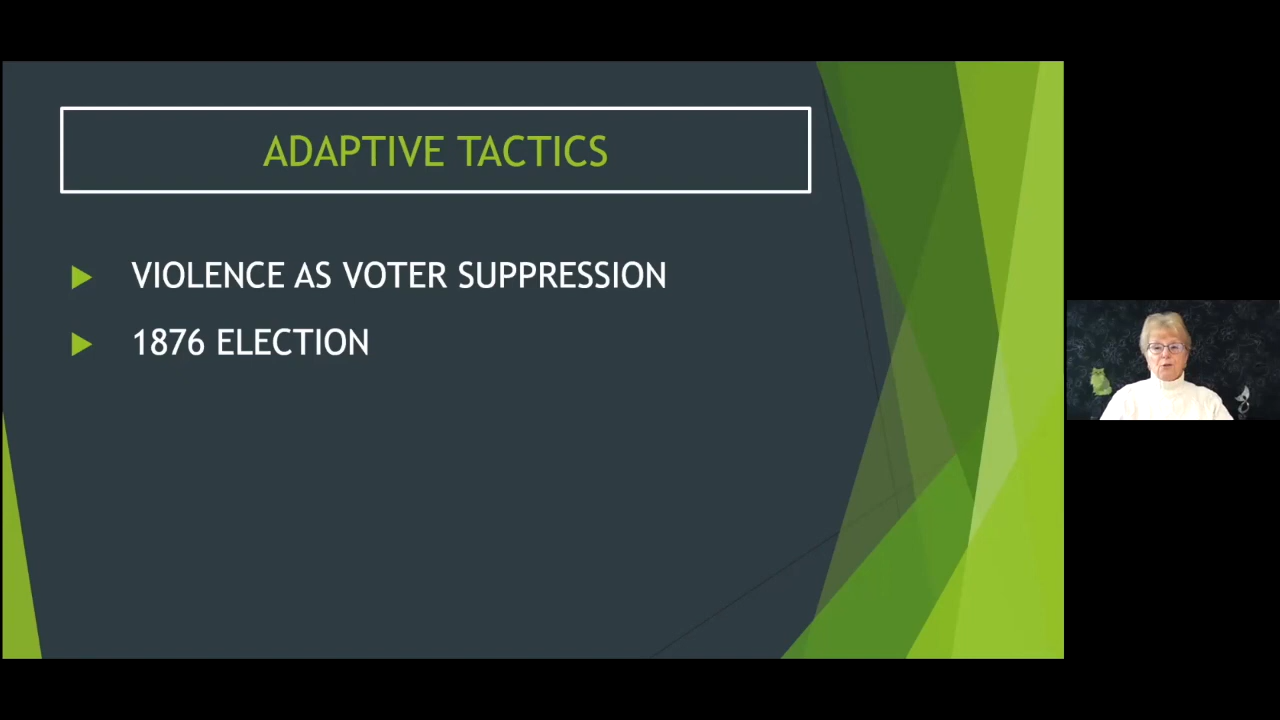 ADAPTIVE TACTICS
VIOLENCE AS VOTER SUPPRESSION
1876 ELECTION